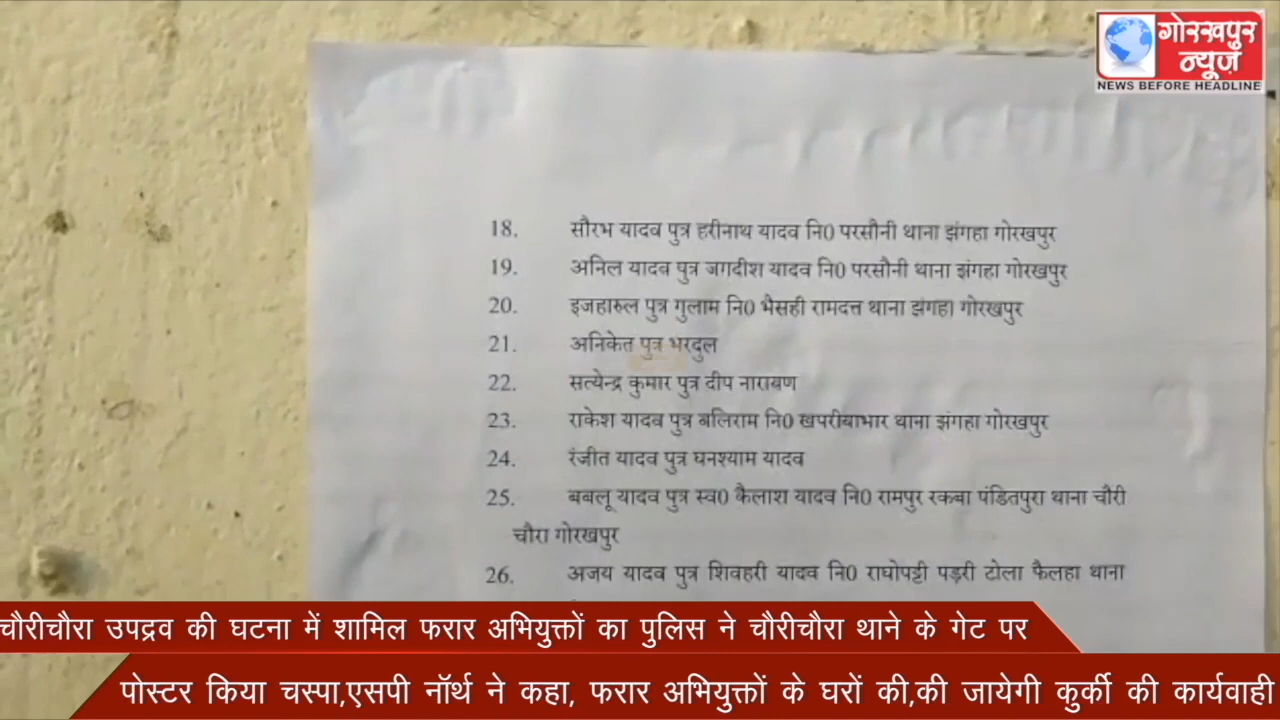 गोरखपुर
न्यूज़
NEWS BEFORE HEADLINE
18. सौरभ यादव पुत्र हरीनाथ यादव नि0 परसौनी थाना झंगहा गोरखपुर
19. अनिल यादव पुत्र जगदीश यादव नि0 परसौनी थाना झंगहा गोरखपुर
20. इजहारुल पुत्र गुलाम नि0 भैसही रामदत्त थाना झंगहा गोरखपुर
21. अनिकेत पुत्र भरदुल
22. सत्येन्द्र कुमार पुत्र दीप नारायण
23. राकेश यादव पुत्र बलिराम नि0 खपरीबाभार थाना झंगहा गोरखपुर
24. रंजीत यादव पुत्र घनश्याम यादव
25. बबलू यादव पुत्र स्व0 कैलाश यादव नि0 रामपुर रकबा पंडितपुरा थाना चौरी
चौरा गोरखपुर
26. अजय यादव पुत्र शिवहरी यादव नि0 राघोपट्टी पड़री टोला फैलहा थाना
चौरीचौरा उपद्रव की घटना में शामिल फरार अभियुक्तों का पुलिस ने चौरीचौरा थाने के गेट पर
पोस्टर किया चस्पा,एसपी नॉर्थ ने कहा, फरार अभियुक्तों के घरों की,की जायेगी कुर्की की कार्यवाही